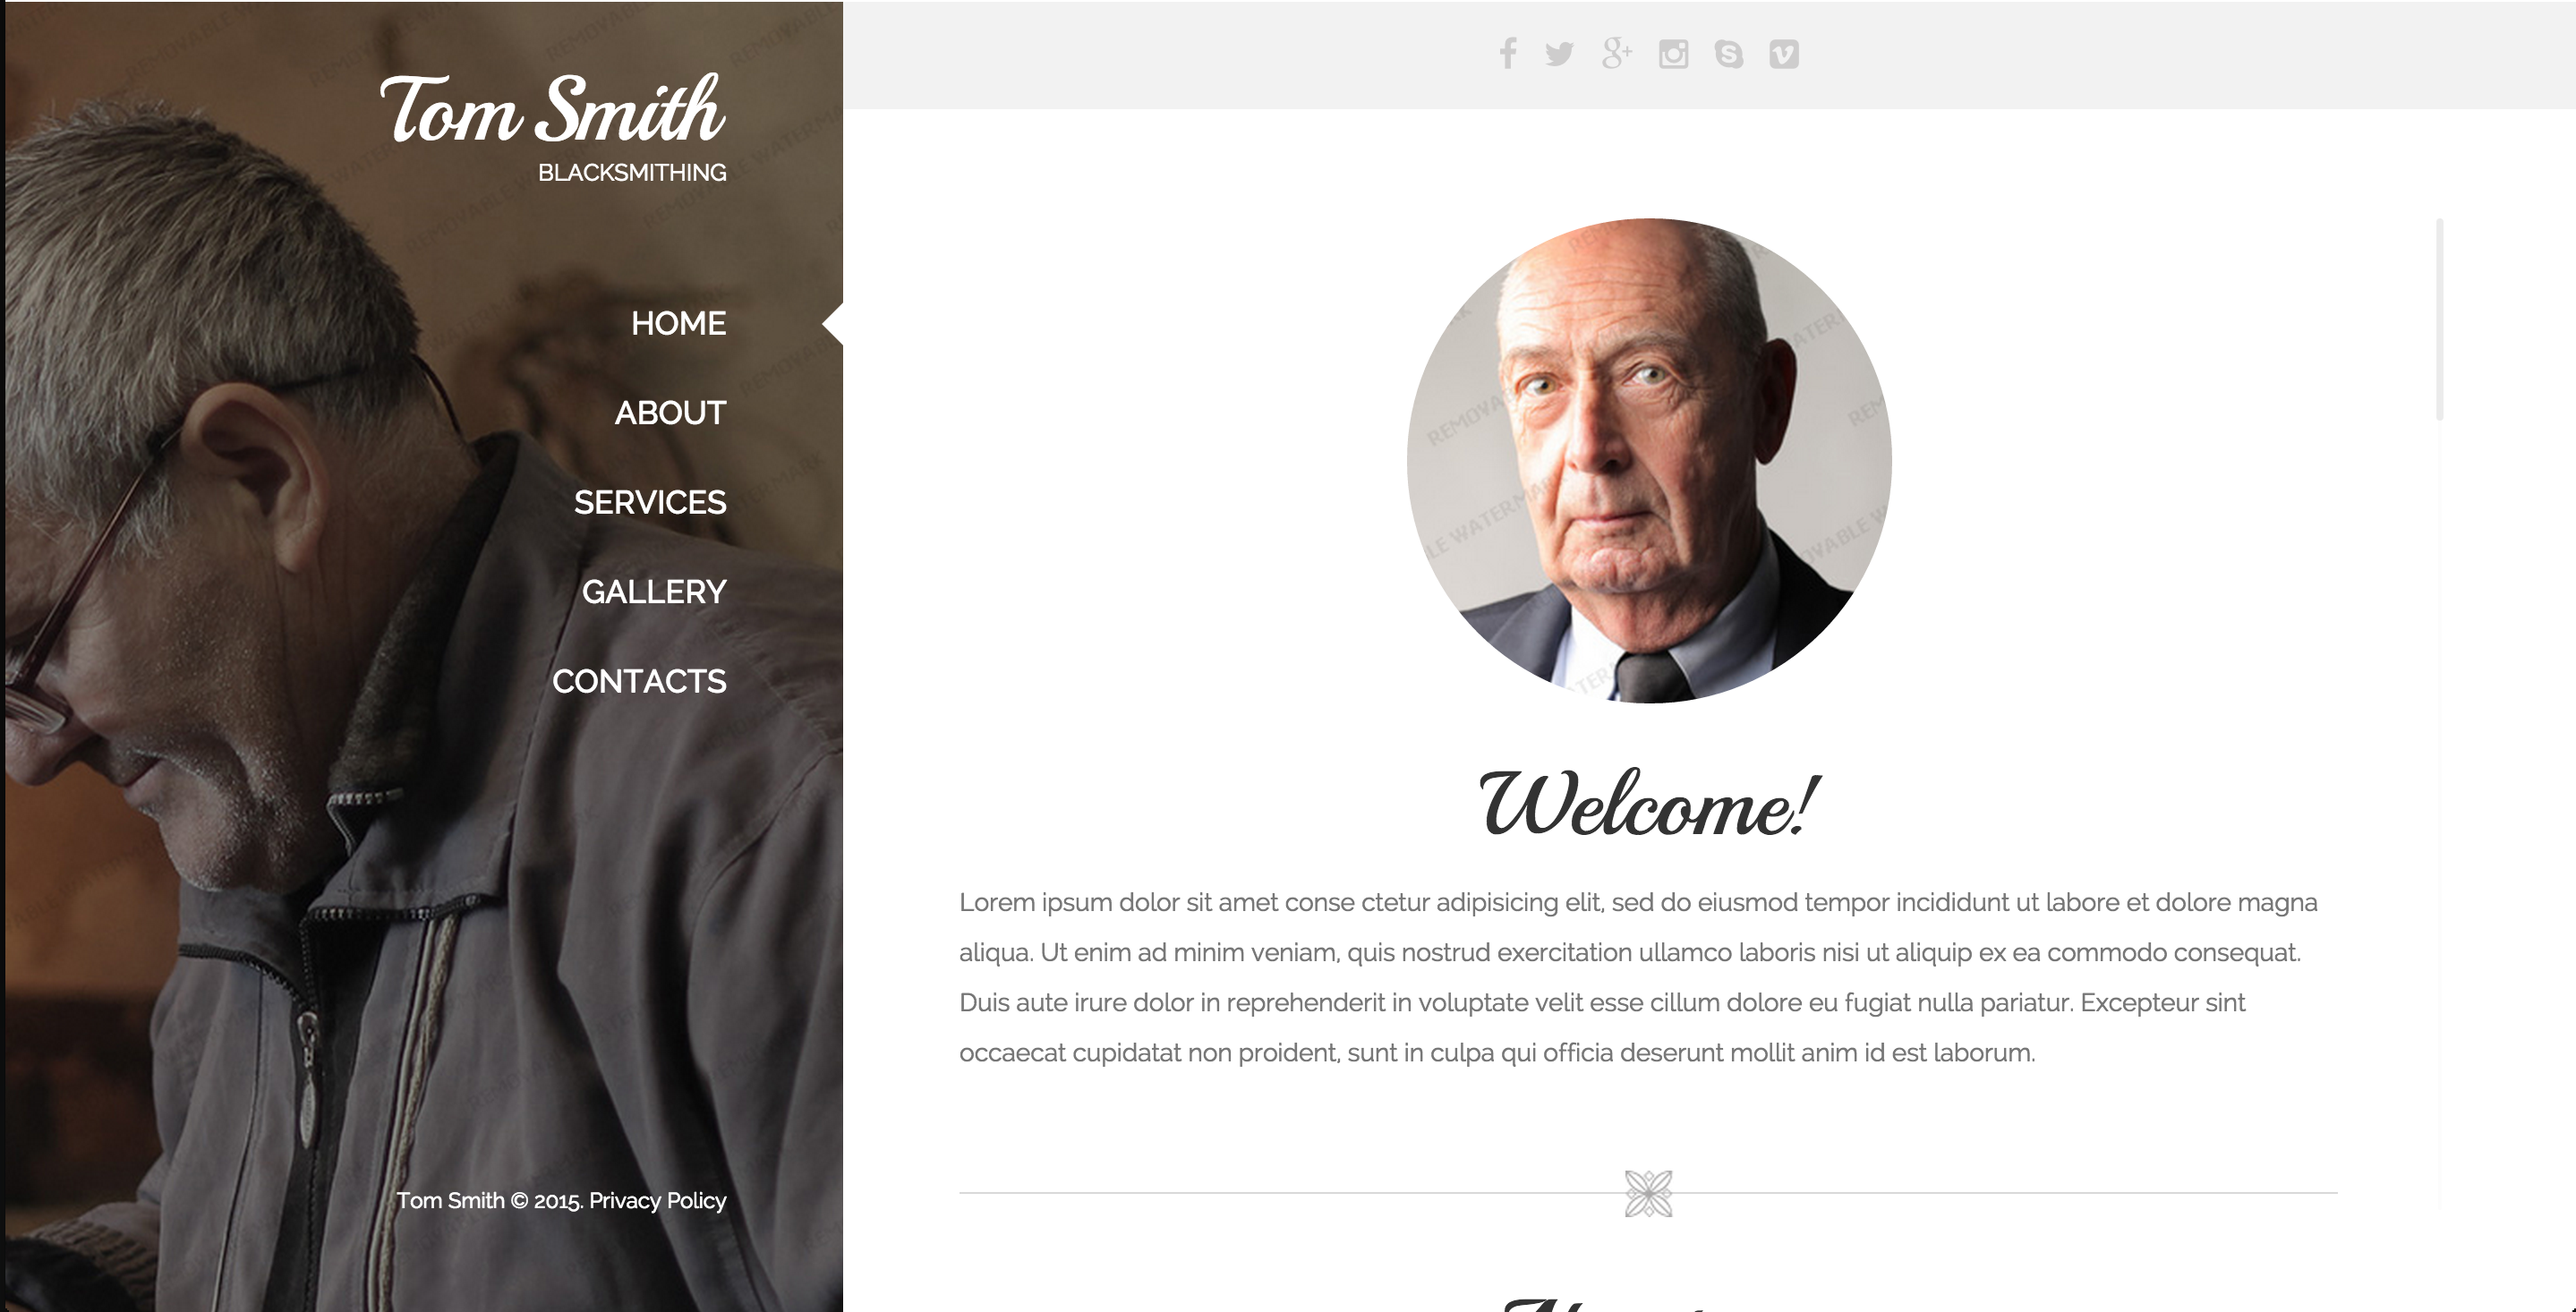 Tom Smith
BLACKSMITHING
HOME
ABOUT
SERVICES
GALLERY
CONTACTS
Tom Smith © 2015. Privacy Policy
Welcome!
Lorem ipsum dolor sit amet conse ctetur adipisicing elit, sed do eiusmod tempor incididunt ut labore et dolore magna
aliqua. Ut enim ad minim veniam, quis nostrud exercitation ullamco laboris nisi ut aliquip ex ea commodo consequat.
Duis aute irure dolor in reprehenderit in voluptate velit esse cillum dolore eu fugiat nulla pariatur. Excepteur sint
occaecat cupidatat non proident, sunt in culpa qui officia deserunt mollit anim id est laborum.